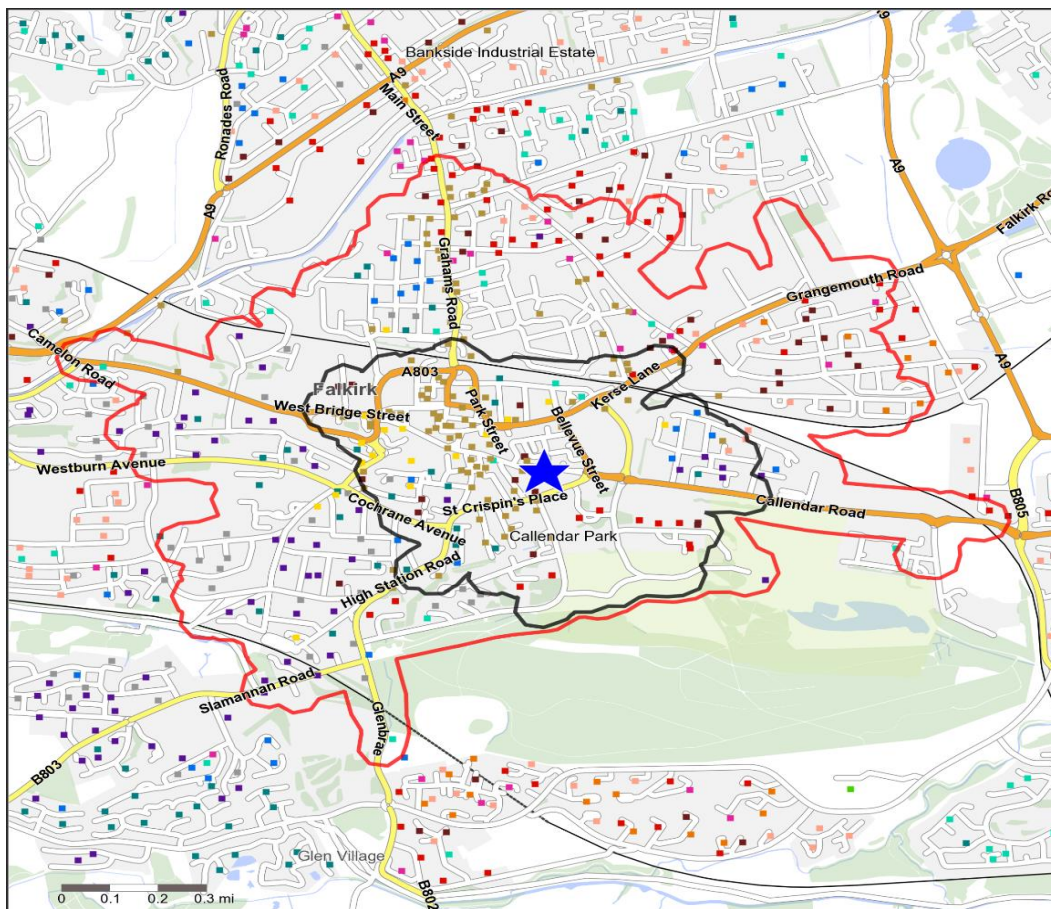 A9
Bankside Industrial Estate
A9
Ronades Road
Main Street
A9
A9
Falkirk Ro
Grahams Road
Grangemouth Road
Camelon Road
A9
A803
Kerse Lane
Falkirk
Park Street
West Bridge Street
Bellevue Street
Westburn Avenue
St Crispin's Place
Cochrane Avenue
Callendar Road
B805
Callendar Park
High Station Road
Slamannan Road
Glenbrae
B803
Glen Village
B802
0 0.1 0.2 0.3 mi